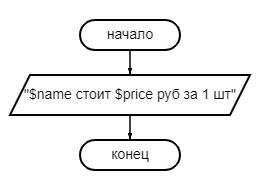 начало
"$name стоит $price руб за 1 шт"
конец